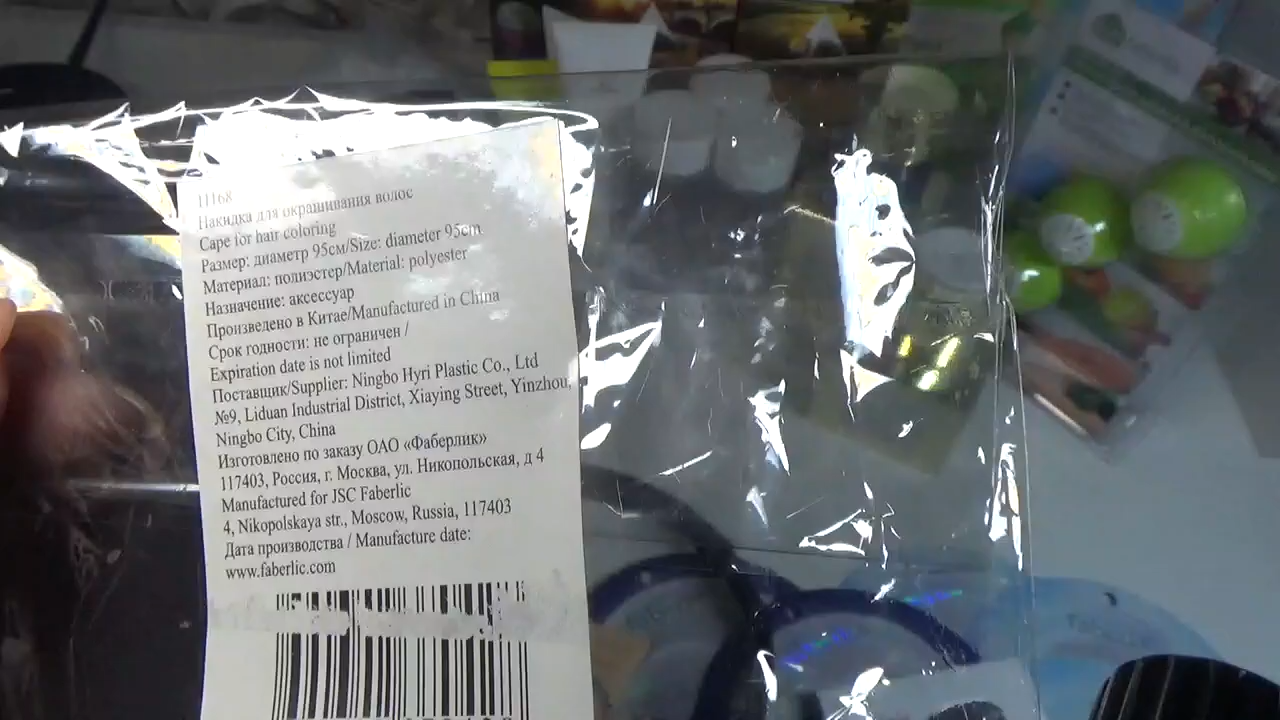 11168
Накидка для окрашивания волос
Cape for hair coloring
Размер: диаметр 95см/Size: diameter 95cm
Материал: полиэстер/Material: polyester
Назначение: аксессуар
Произведено в Китае/Manufactured in China
Срок годности: не ограничен /
Expiration date is not limited
Поставщик/Supplier: Ningbo Hyri Plastic Co., Ltd
№9, Liduan Industrial District, Xiaying Street, Yinzhou,
Ningbo City, China
Изготовлено по заказу ОАО «Фаберлик»
117403, Россия, г. Москва, ул. Никопольская, д 4
Manufactured for JSC Faberlic
4, Nikopolskaya str., Moscow, Russia, 117403
Дата производства / Manufacture date:
www.faberlic.com